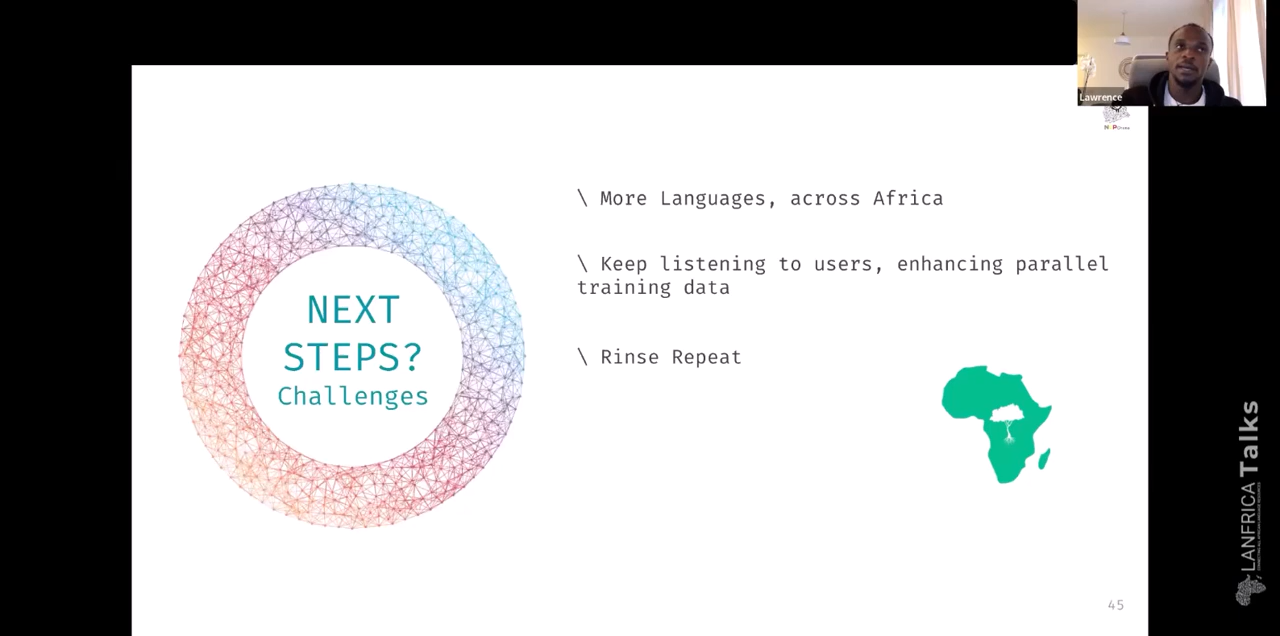 Lawrence
\ More Languages, across Africa
\ Keep listening to users, enhancing parallel
training data
\ Rinse Repeat
NEXT
STEPS?
Challenges
45
LANFRICA Talks